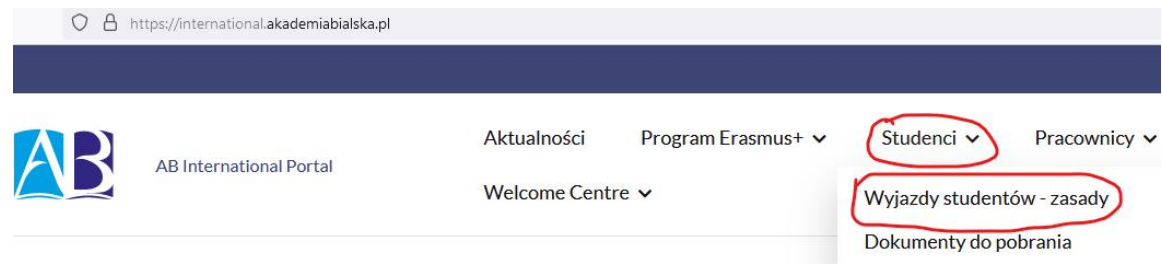 https://international.akademiabialska.pl
AB
AB International Portal
Aktualności Program Erasmus+ Studenci Pracownicy
Welcome Centre
Wyjazdy studentów - zasady
Dokumenty do pobrania